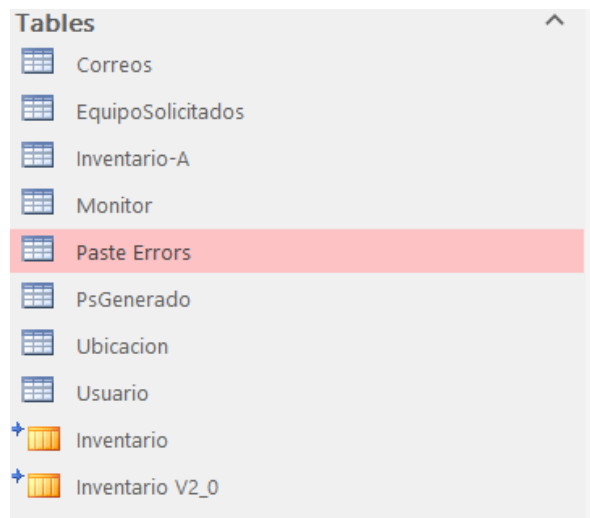 Tables
Correos
EquipoSolicitados
Inventario-A
Monitor
Paste Errors
PsGenerado
Ubicacion
Usuario
Inventario
Inventario V2_0